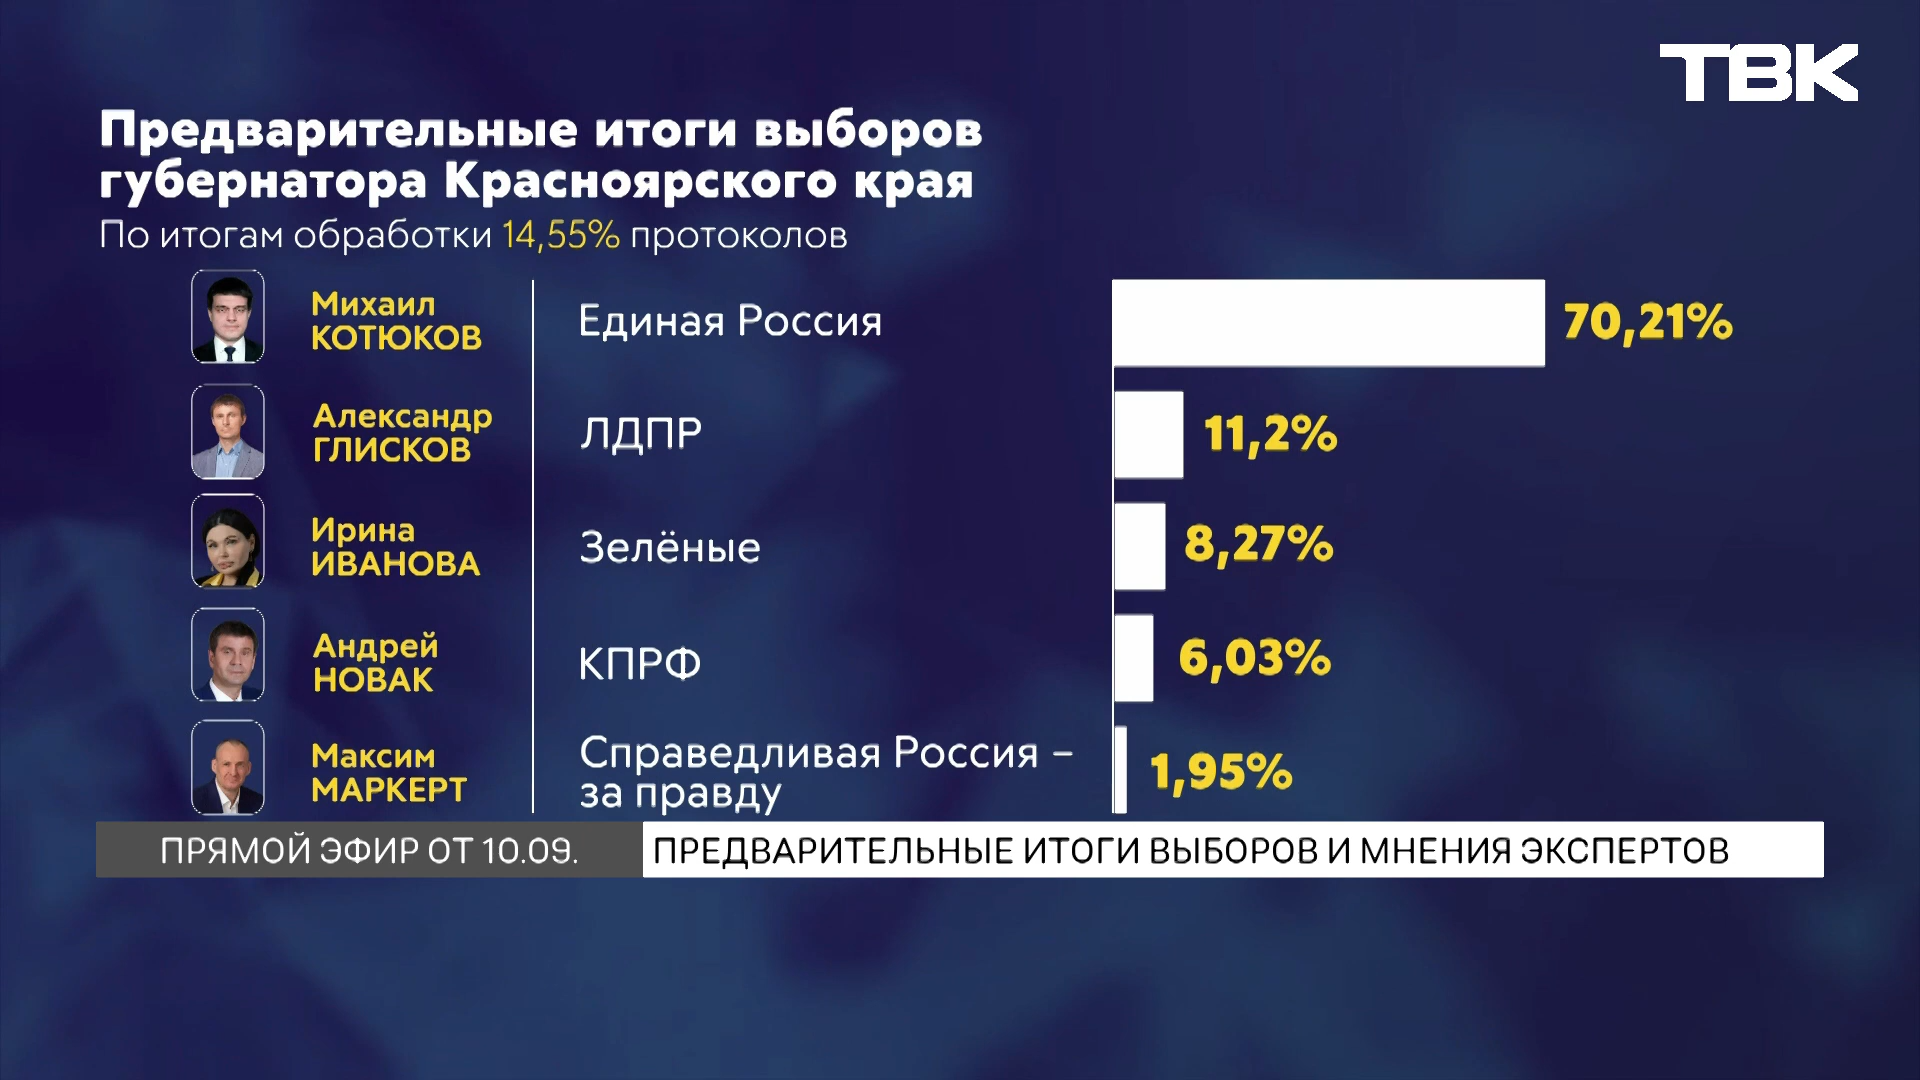 ТВК
Предварительные итоги выборов
губернатора Красноярского края
По итогам обработки 14,55% протоколов
Михаил
КОТЮКОВ
Единая Россия
70,21%
Александр
ГЛИСКОВ
ЛДПР
11,2%
Ирина
ИВАНОВА
Зелёные
8,27%
Андрей
НОВАК
КПРФ
6,03%
Максим
МАРКЕРТ
Справедливая Россия –
за правду
1,95%
ПРЯМОЙ ЭФИР ОТ 10.09.
ПРЕДВАРИТЕЛЬНЫЕ ИТОГИ ВЫБОРОВ И МНЕНИЯ ЭКСПЕРТОВ